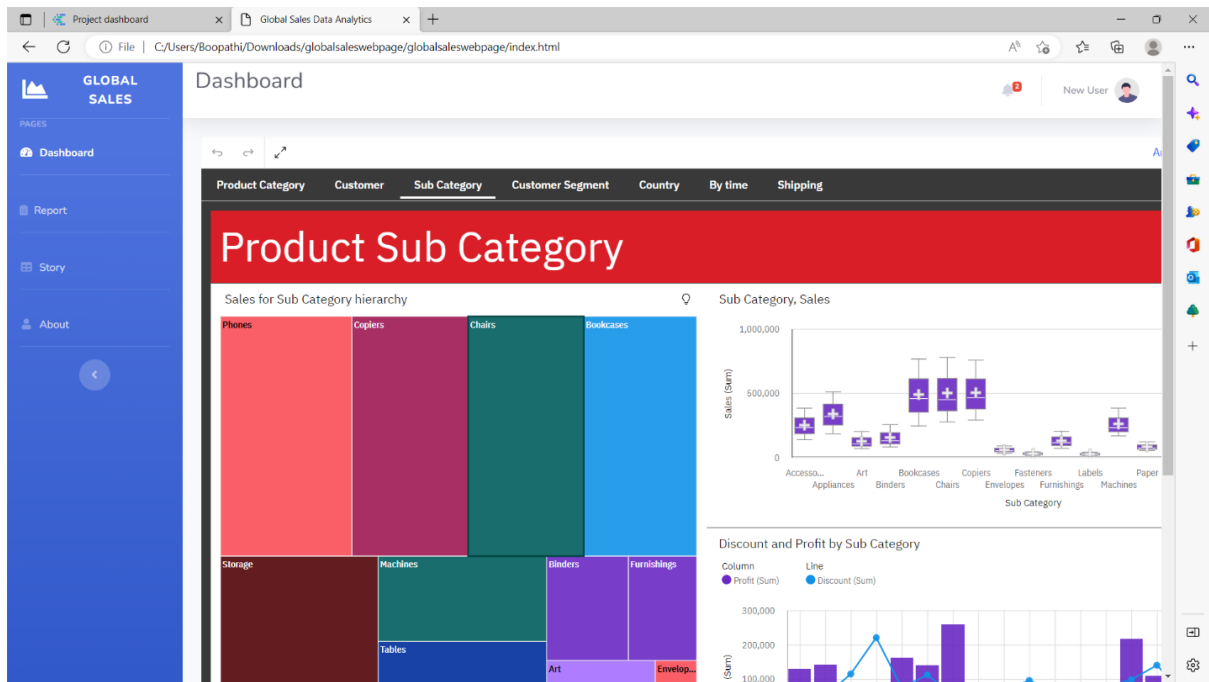 Project dashboard
Global Sales Data Analytics
File
C:/Users/Boopathi/Downloads/globalsaleswebpage/globalsaleswebpage/index.html
GLOBAL
SALES
PAGES
Dashboard
Report
Story
About
Dashboard
2
New User
Product Category
Customer
Sub Category
Customer Segment
Country
By time
Shipping
Product Sub Category
Sales for Sub Category hierarchy
Phones
Copiers
Chairs
Bookcases
Storage
Machines
Binders
Furnishings
Tables
Art
Envelop...
Sub Category, Sales
1,000,000
500,000
0
Sales (Sum)
Accesso...
Art
Bookcases
Copiers
Fasteners
Labels
Paper
Appliances
Binders
Chairs
Envelopes
Furnishings
Machines
Sub Category
Discount and Profit by Sub Category
Column
Line
Profit (Sum)
Discount (Sum)
300,000
200,000
100,000
(Sum)